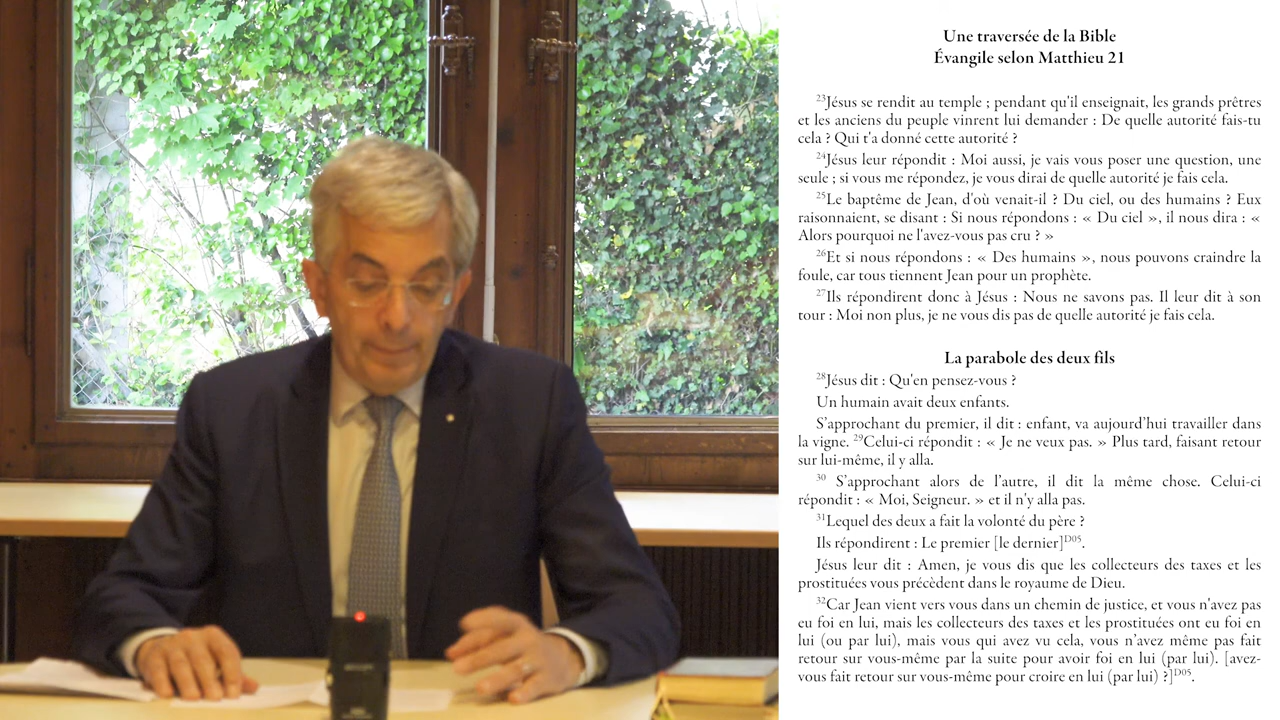 Une traversée de la Bible
Évangile selon Matthieu 21
²³Jésus se rendit au temple ; pendant qu'il enseignait, les grands prêtres
et les anciens du peuple vinrent lui demander : De quelle autorité fais-tu
cela ? Qui t'a donné cette autorité ?
²⁴Jésus leur répondit : Moi aussi, je vais vous poser une question, une
seule ; si vous me répondez, je vous dirai de quelle autorité je fais cela.
²⁵Le baptême de Jean, d'où venait-il ? Du ciel, ou des humains ? Eux
raisonnaient, se disant : Si nous répondons : « Du ciel », il nous dira : «
Alors pourquoi ne l'avez-vous pas cru ? »
²⁶Et si nous répondons : « Des humains », nous pouvons craindre la
foule, car tous tiennent Jean pour un prophète.
²⁷Ils répondirent donc à Jésus : Nous ne savons pas. Il leur dit à son
tour : Moi non plus, je ne vous dis pas de quelle autorité je fais cela.
La parabole des deux fils
²⁸Jésus dit : Qu'en pensez-vous ?
Un humain avait deux enfants.
S'approchant du premier, il dit : enfant, va aujourd'hui travailler dans
la vigne. ²⁹Celui-ci répondit : « Je ne veux pas. » Plus tard, faisant retour
sur lui-même, il y alla.
³⁰ S'approchant alors de l'autre, il dit la même chose. Celui-ci
répondit : « Moi, Seigneur. » et il n'y alla pas.
³¹Lequel des deux a fait la volonté du père ?
Ils répondirent : Le premier [le dernier]ᴰ⁰⁵.
Jésus leur dit : Amen, je vous dis que les collecteurs des taxes et les
prostituées vous précèdent dans le royaume de Dieu.
³²Car Jean vient vers vous dans un chemin de justice, et vous n'avez pas
eu foi en lui, mais les collecteurs des taxes et les prostituées ont eu foi en
lui (ou par lui), mais vous qui avez vu cela, vous n'avez même pas fait
retour sur vous-même par la suite pour avoir foi en lui (par lui). [avez-
vous fait retour sur vous-même pour croire en lui (par lui) ?]ᴰ⁰⁵.